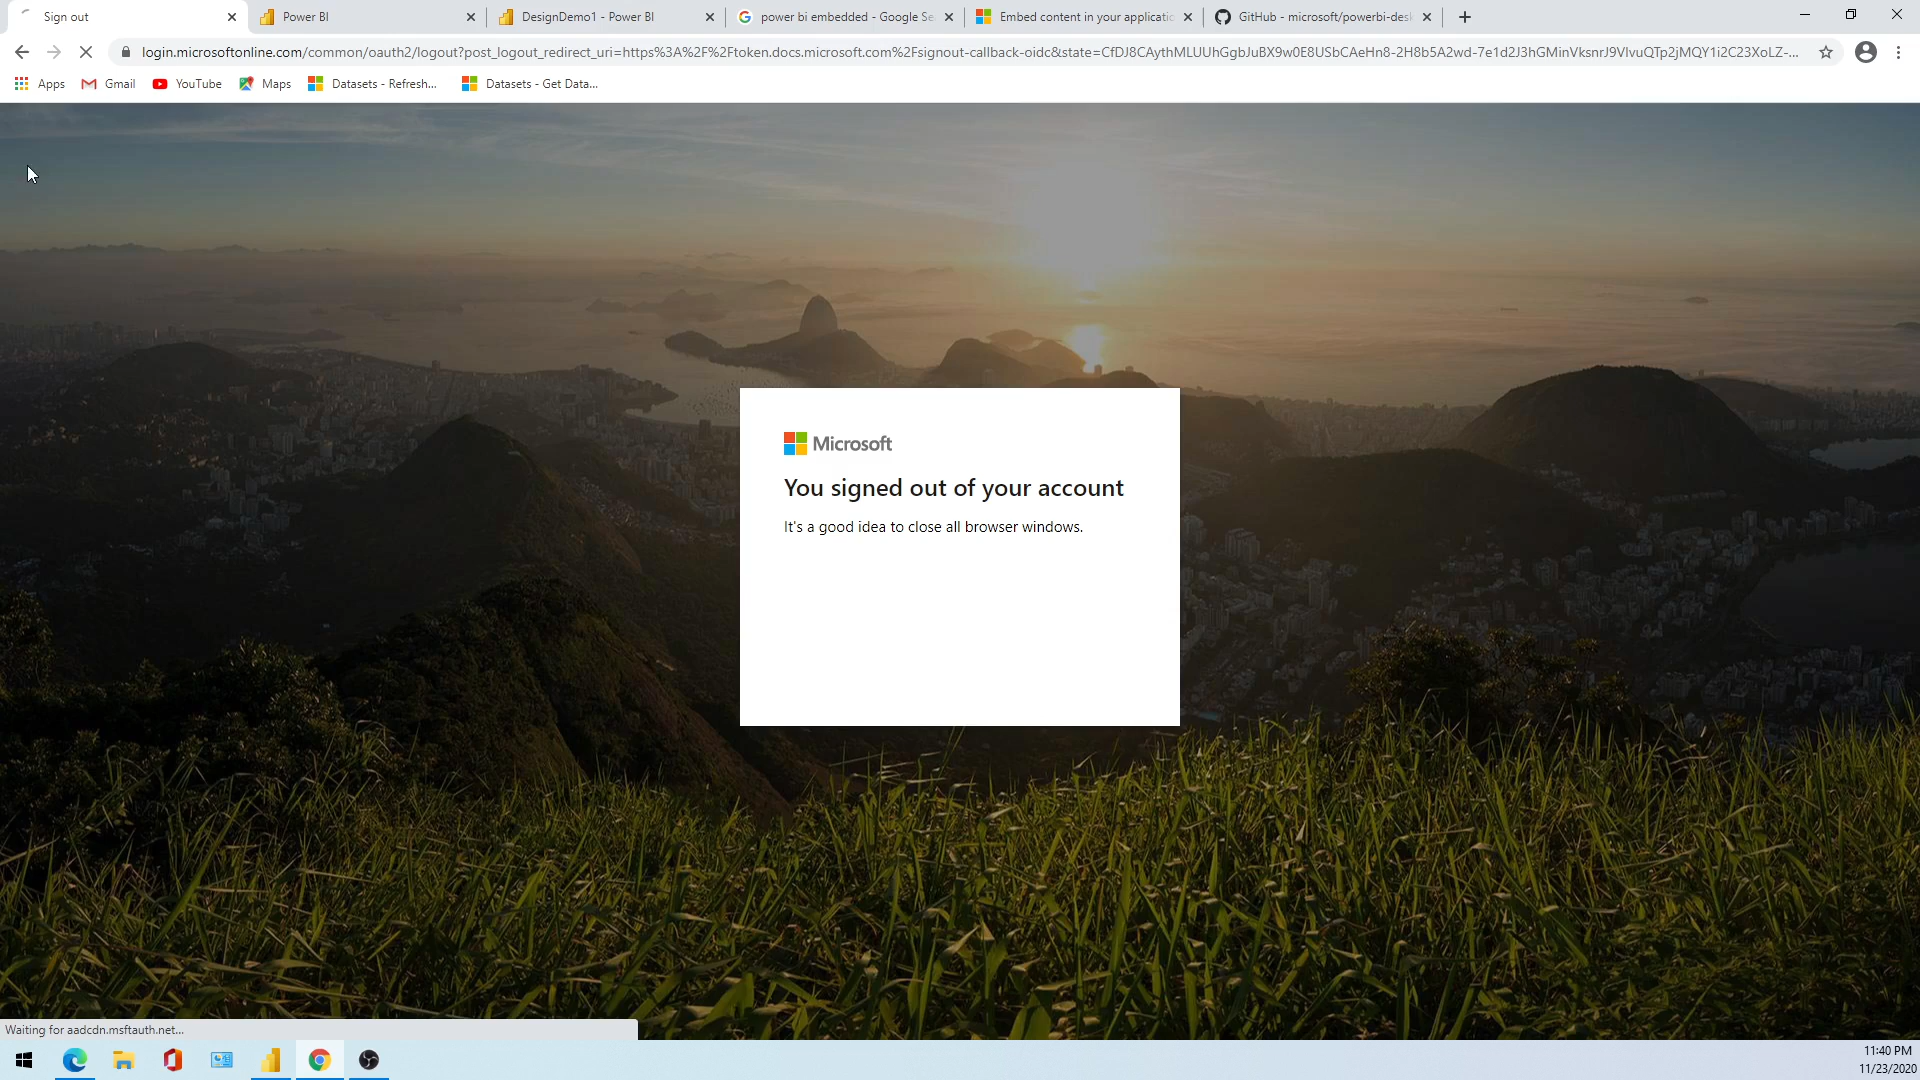 Sign out
Power BI
DesignDemo1 - Power BI
power bi embedded - Google Se
Embed content in your applicatic
GitHub - microsoft/powerbi-desk
login.microsoftonline.com/common/oauth2/logout?post_logout_redirect_uri=https%3A%2F%2Ftoken.docs.microsoft.com%2Fsignout-callback-oidc&state=CfDJ8CAythMLUUhGgbJuBX9w0E8USbCAeHn8-2H8b5A2wd-7e1d2J3hGMinVksnrJ9VlvuQTp2jMQY1i2C23XoLZ-...
Apps
Gmail
YouTube
Maps
Datasets - Refresh...
Datasets - Get Data...
Microsoft
You signed out of your account
It's a good idea to close all browser windows.
Waiting for aadcdn.msftauth.net...
11:40 PM
11/23/2020